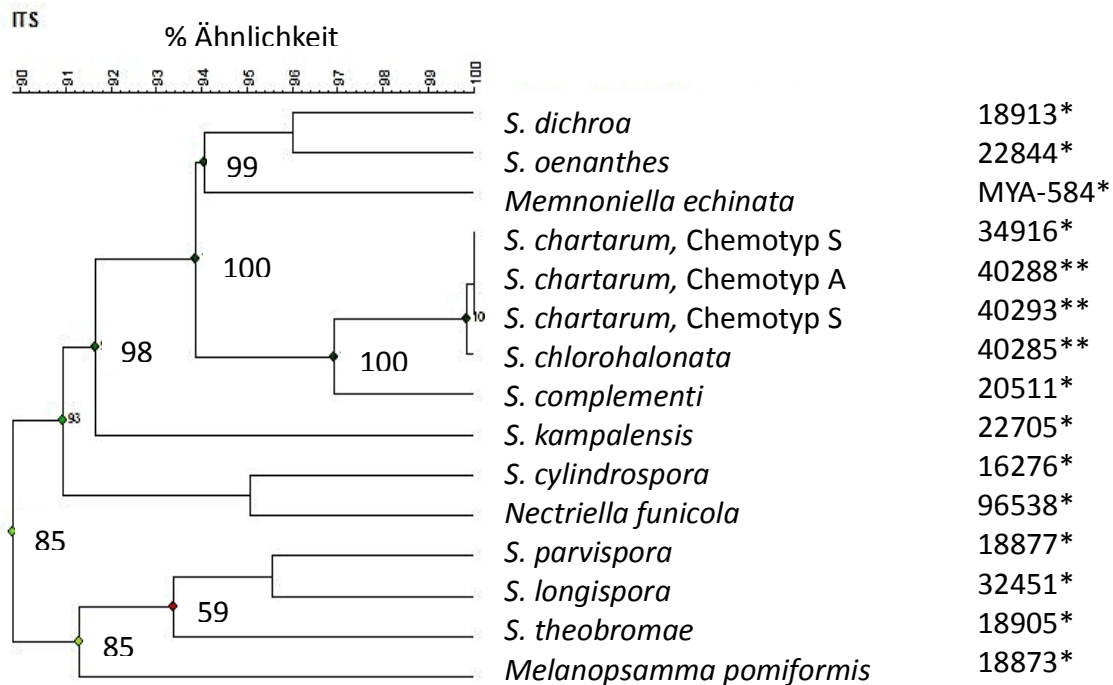 ITS
% Ähnlichkeit
90 91 92 93 94 95 96 97 98 99 100
S. dichroa 18913*
S. oenanthes 22844*
99
Memnoniella echinata MYA-584*
S. chartarum, Chemotyp S 34916*
100
S. chartarum, Chemotyp A 40288**
S. chartarum, Chemotyp S 40293**
10
98
100
S. chlorohalonata 40285**
S. complementi 20511*
93
S. kampalensis 22705*
S. cylindrospora 16276*
Nectriella funicola 96538*
85
S. parvispora 18877*
S. longispora 32451*
59
S. theobromae 18905*
85
Melanopsamma pomiformis 18873*